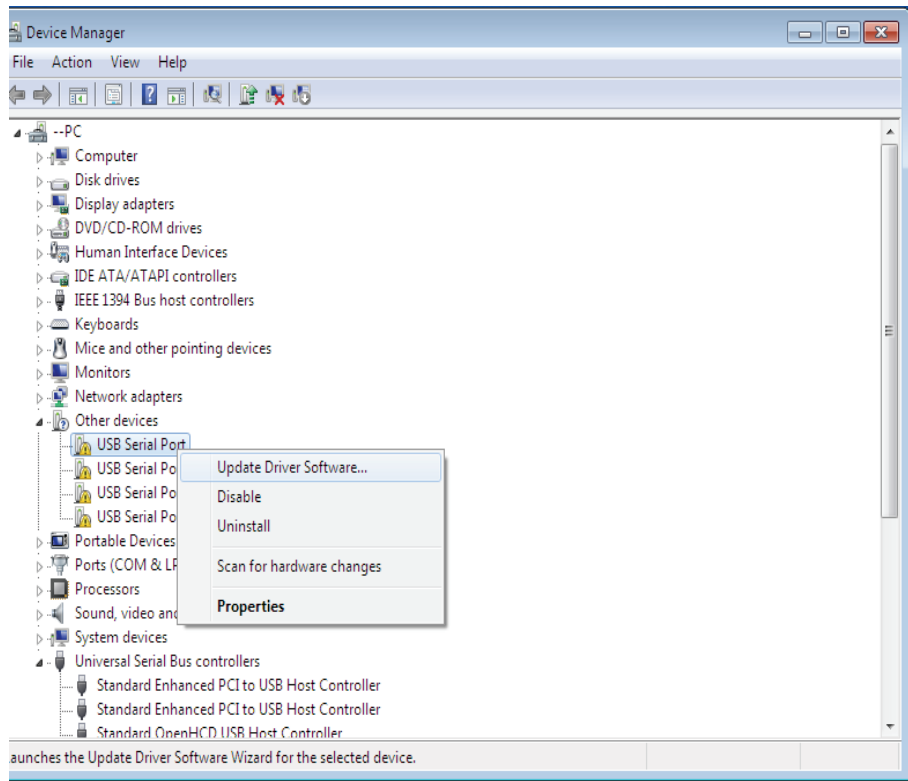 Device Manager
File Action View Help
--PC
Computer
Disk drives
Display adapters
DVD/CD-ROM drives
Human Interface Devices
IDE ATA/ATAPI controllers
IEEE 1394 Bus host controllers
Keyboards
Mice and other pointing devices
Monitors
Network adapters
Other devices
USB Serial Port
USB Serial Po
Update Driver Software...
USB Serial Po
Disable
USB Serial Po
Uninstall
Portable Devices
Ports (COM & LP
Scan for hardware changes
Processors
Properties
Sound, video and
System devices
Universal Serial Bus controllers
Standard Enhanced PCI to USB Host Controller
Standard Enhanced PCI to USB Host Controller
Standard OpenHCD USB Host Controller
aunches the Update Driver Software Wizard for the selected device.